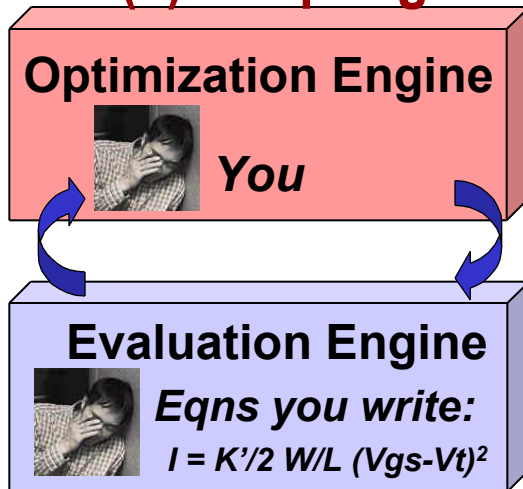 Optimization Engine
You
Evaluation Engine
Eqns you write:
I = K'/2 W/L (Vgs-Vt)²